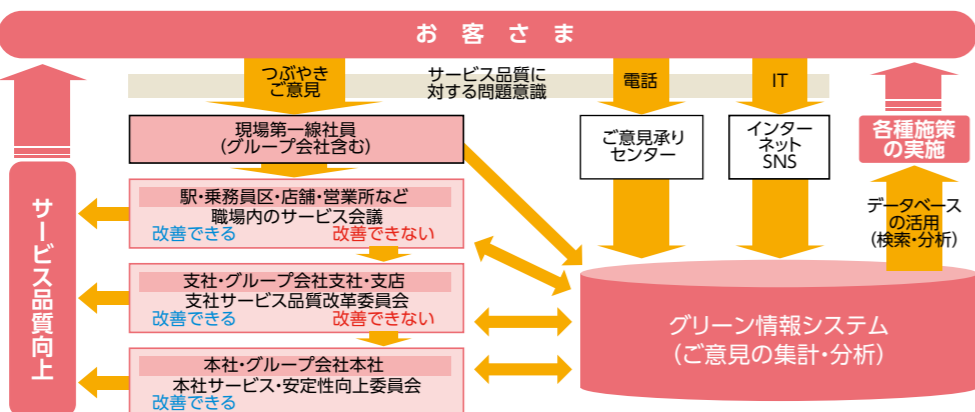 お客さま
つぶやき
ご意見
サービス品質に
対する問題意識
電話
IT
現場第一線社員
(グループ会社含む)
ご意見承り
センター
インター
ネット
SNS
各種施策
の実施
駅・乗務員区・店舗・営業所など
職場内のサービス会議
改善できる
改善できない
データベース
の活用
(検索・分析)
サービス品質向上
支社・グループ会社支社・支店
支社サービス品質改革委員会
改善できる
改善できない
グリーン情報システム
(ご意見の集計・分析)
本社・グループ会社本社
本社サービス・安定性向上委員会
改善できる